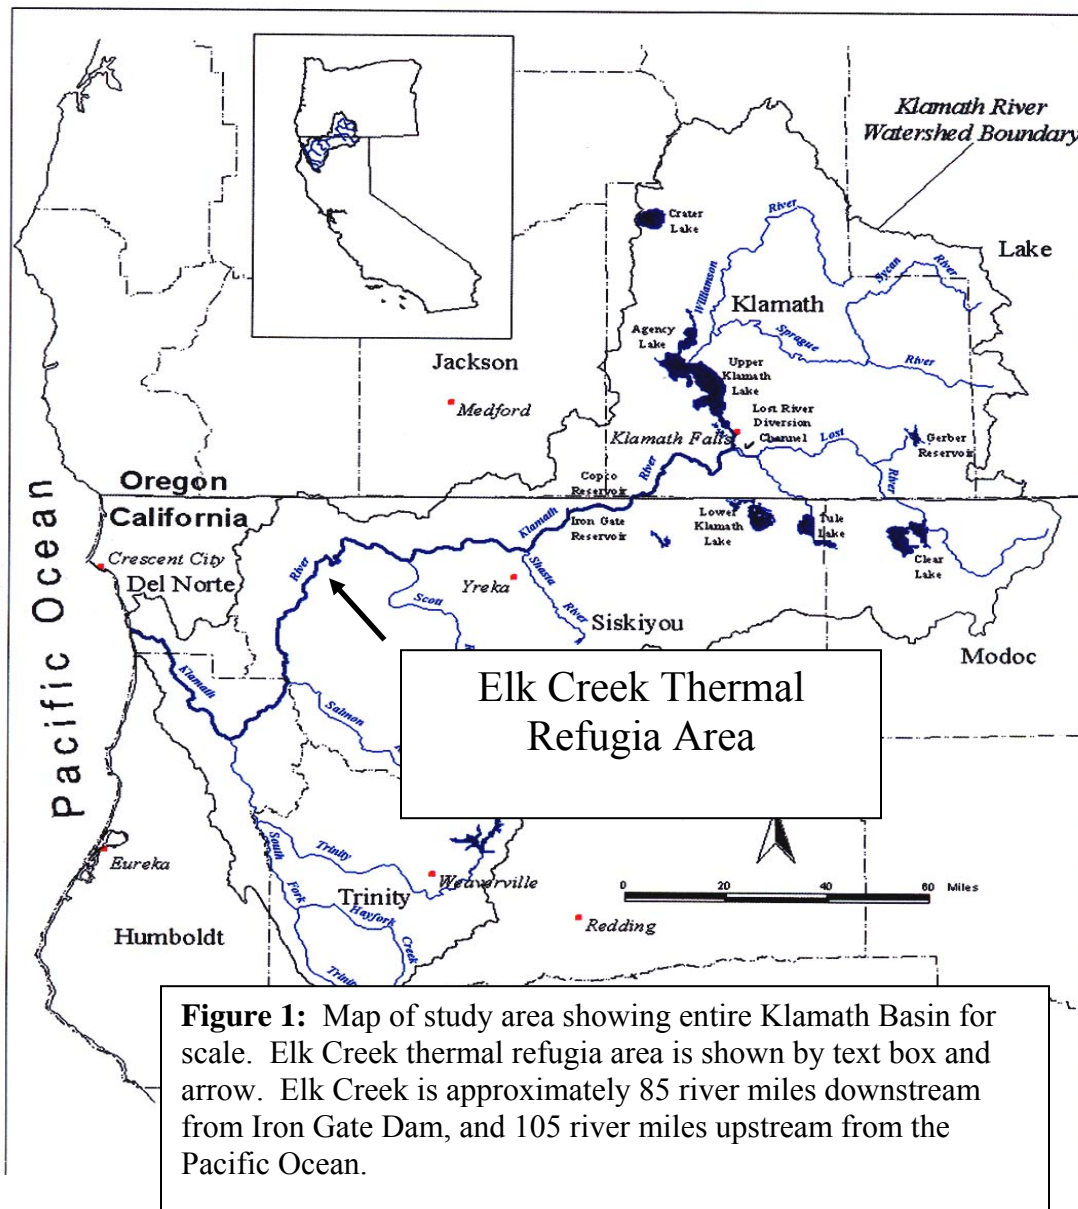 Klamath River
Watershed Boundary
Crater
Lake
River
Lake
Sycan
River
Williamson
Klamath
Agency
Lake
Sprague
River
Upper
Klamath
Lake
Jackson
Medford
Lost River
Diversion
Channel
Klamath Falls
Lost
River
Gerber
Reservoir
River
Copco
Reservoir
Oregon
California
Pacific Ocean
Klamath
Iron Gate
Reservoir
Lower
Klamath
Lake
Tule
Lake
Clear
Lake
Crescent City
Del Norte
River
Yreka
Shasta
River
Scott
R
Siskiyou
Modoc
Klamath
Elk Creek Thermal
Refugia Area
Salmon
Eureka
South
Fork
Trinity
Weaverville
Trinity
Hayfork
Creek
Humboldt
Redding
0 20 40 60 Miles
Trinity
Figure 1: Map of study area showing entire Klamath Basin for
scale. Elk Creek thermal refugia area is shown by text box and
arrow. Elk Creek is approximately 85 river miles downstream
from Iron Gate Dam, and 105 river miles upstream from the
Pacific Ocean.